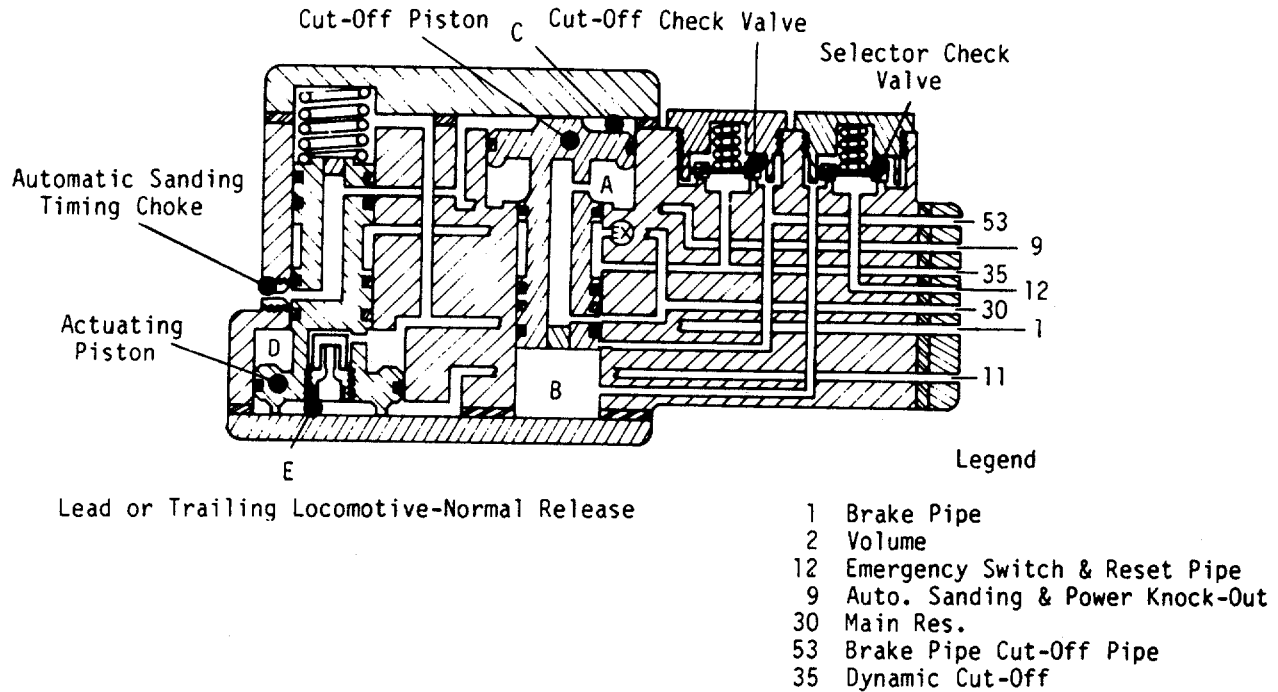 Cut-Off Piston
C
Cut-Off Check Valve
Selector Check
Valve
Automatic Sanding
Timing Choke
A
EX
53
9
35
12
30
1
11
Actuating
Piston
D
B
E
Lead or Trailing Locomotive-Normal Release
Legend
1 Brake Pipe
2 Volume
12 Emergency Switch & Reset Pipe
9 Auto. Sanding & Power Knock-Out
30 Main Res.
53 Brake Pipe Cut-Off Pipe
35 Dynamic Cut-Off